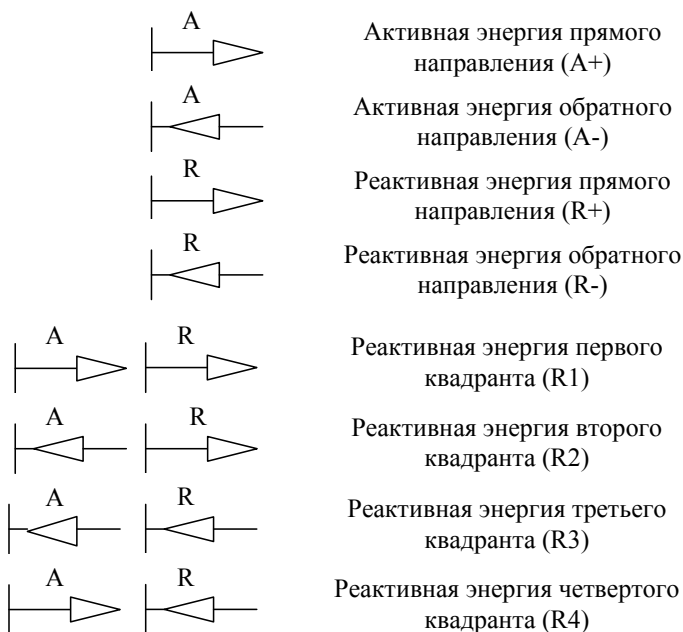 A
Активная энергия прямого
направления (A+)
A
Активная энергия обратного
направления (A-)
R
Реактивная энергия прямого
направления (R+)
R
Реактивная энергия обратного
направления (R-)
A R
Реактивная энергия первого
квадранта (R1)
A R
Реактивная энергия второго
квадранта (R2)
A R
Реактивная энергия третьего
квадранта (R3)
A R
Реактивная энергия четвертого
квадранта (R4)